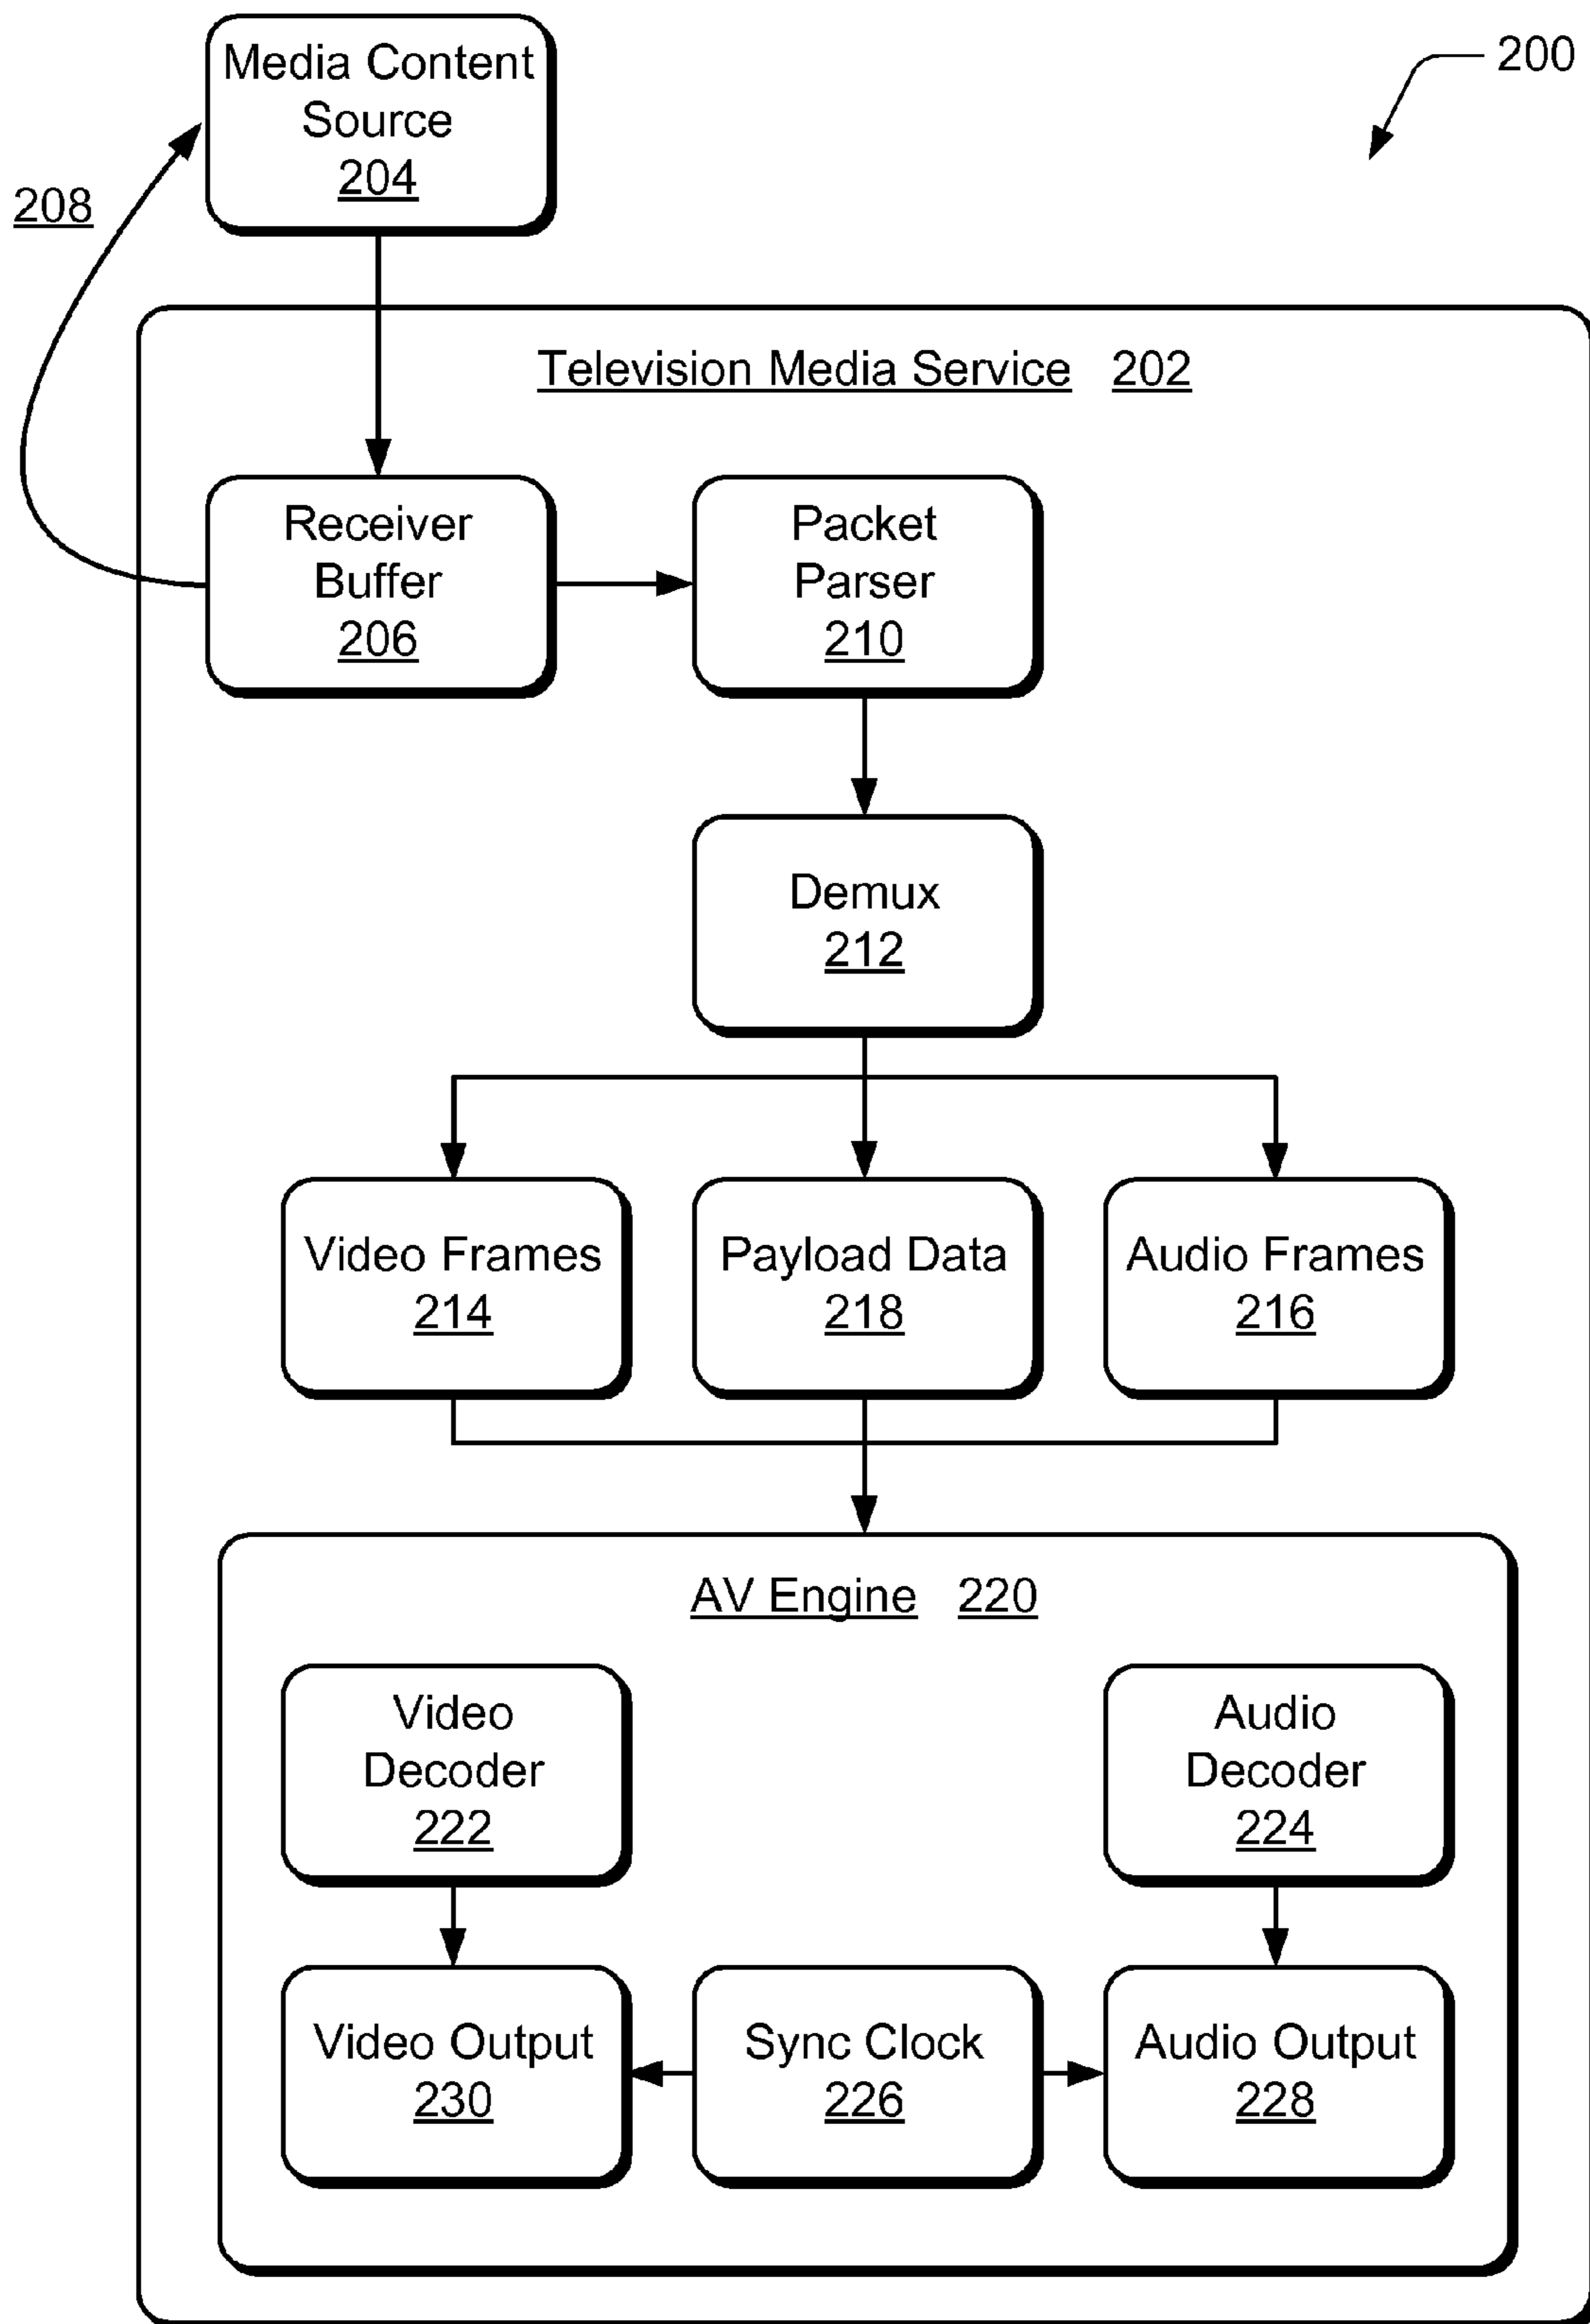 Media Content
Source
204
200
208
Television Media Service 202
Receiver
Buffer
206
Packet
Parser
210
Demux
212
Video Frames
214
Payload Data
218
Audio Frames
216
AV Engine 220
Video
Decoder
222
Audio
Decoder
224
Video Output
230
Sync Clock
226
Audio Output
228